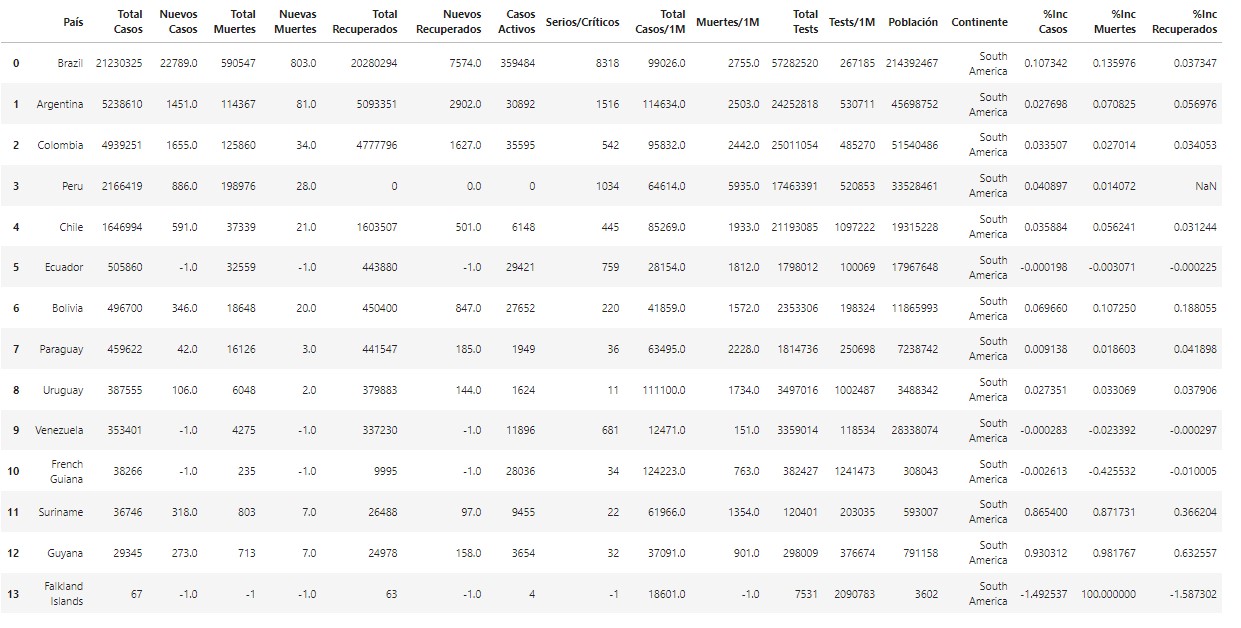 País Total Casos Nuevos Casos Total Muertes Nuevas Muertes Total Recuperados Nuevos Recuperados Casos Activos Serios/Críticos Total Casos/1M Muertes/1M Total Tests Tests/1M Población Continente %Inc Casos %Inc Muertes %Inc Recuperados
0 Brazil 21230325 22789.0 590547 803.0 20280294 7574.0 359484 8318 99026.0 2755.0 57282520 267185 214392467 South America 0.107342 0.135976 0.037347
1 Argentina 5238610 1451.0 114367 81.0 5093351 2902.0 30892 1516 114634.0 2503.0 24252818 530711 45698752 South America 0.027698 0.070825 0.056976
2 Colombia 4939251 1655.0 125860 34.0 4777796 1627.0 35595 542 95832.0 2442.0 25011054 485270 51540486 South America 0.033507 0.027014 0.034053
3 Peru 2166419 886.0 198976 28.0 0 0.0 0 1034 64614.0 5935.0 17463391 520853 33528461 South America 0.040897 0.014072 NaN
4 Chile 1646994 591.0 37339 21.0 1603507 501.0 6148 445 85269.0 1933.0 21193085 1097222 19315228 South America 0.035884 0.056241 0.031244
5 Ecuador 505860 -1.0 32559 -1.0 443880 -1.0 29421 759 28154.0 1812.0 1798012 100069 17967648 South America -0.000198 -0.003071 -0.000225
6 Bolivia 496700 346.0 18648 20.0 450400 847.0 27652 220 41859.0 1572.0 2353306 198324 11865993 South America 0.069660 0.107250 0.188055
7 Paraguay 459622 42.0 16126 3.0 441547 185.0 1949 36 63495.0 2228.0 1814736 250698 7238742 South America 0.009138 0.018603 0.041898
8 Uruguay 387555 106.0 6048 2.0 379883 144.0 1624 11 111100.0 1734.0 3497016 1002487 3488342 South America 0.027351 0.033069 0.037906
9 Venezuela 353401 -1.0 4275 -1.0 337230 -1.0 11896 681 12471.0 151.0 3359014 118534 28338074 South America -0.000283 -0.023392 -0.000297
10 French Guiana 38266 -1.0 235 -1.0 9995 -1.0 28036 34 124223.0 763.0 382427 1241473 308043 South America -0.002613 -0.425532 -0.010005
11 Suriname 36746 318.0 803 7.0 26488 97.0 9455 22 61966.0 1354.0 120401 203035 593007 South America 0.865400 0.871731 0.366204
12 Guyana 29345 273.0 713 7.0 24978 158.0 3654 32 37091.0 901.0 298009 376674 791158 South America 0.930312 0.981767 0.632557
13 Falkland Islands 67 -1.0 -1 -1.0 63 -1.0 4 -1 18601.0 -1.0 7531 2090783 3602 South America -1.492537 100.000000 -1.587302